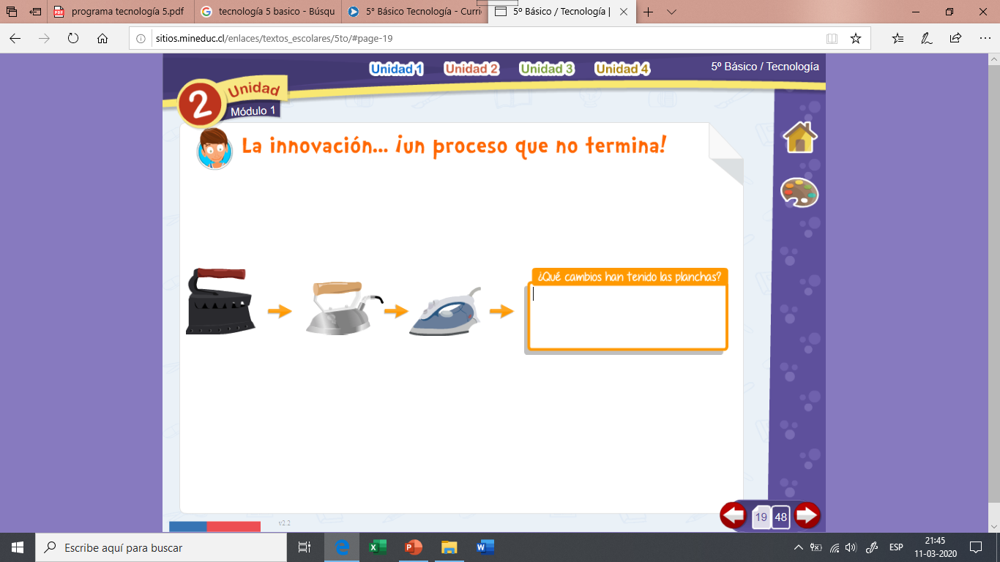 programa tecnología 5.pdf
tecnología 5 basico - Búsqu
5° Básico Tecnología - Curri
5º Básico / Tecnología |
sitios.mineduc.cl/enlaces/textos_escolares/5to/#page-19
Unidad 1 Unidad 2 Unidad 3 Unidad 4
5º Básico / Tecnología
2 Unidad
Módulo 1
La innovación... ¡un proceso que no termina!
¿Qué cambios han tenido las planchas?
19 48
v2.2
Escribe aquí para buscar
ESP
21:45
11-03-2020